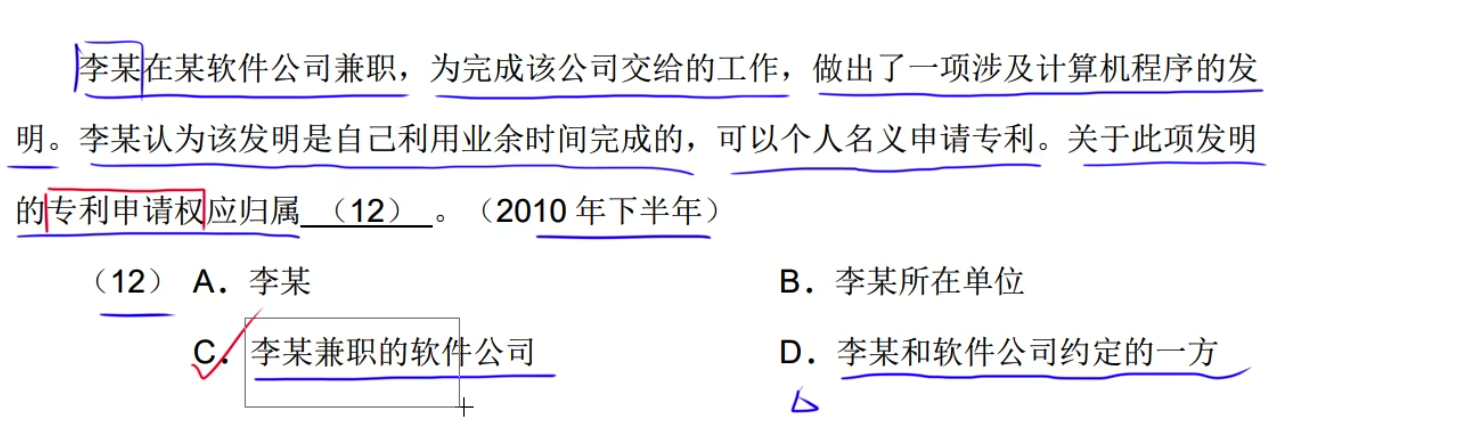 李某在某软件公司兼职，为完成该公司交给的工作，做出了一项涉及计算机程序的发
明。李某认为该发明是自己利用业余时间完成的，可以个人名义申请专利。关于此项发明
的专利申请权应归属 （12） 。（2010 年下半年）
（12） A．李某 B．李某所在单位
C．李某兼职的软件公司 D．李某和软件公司约定的一方